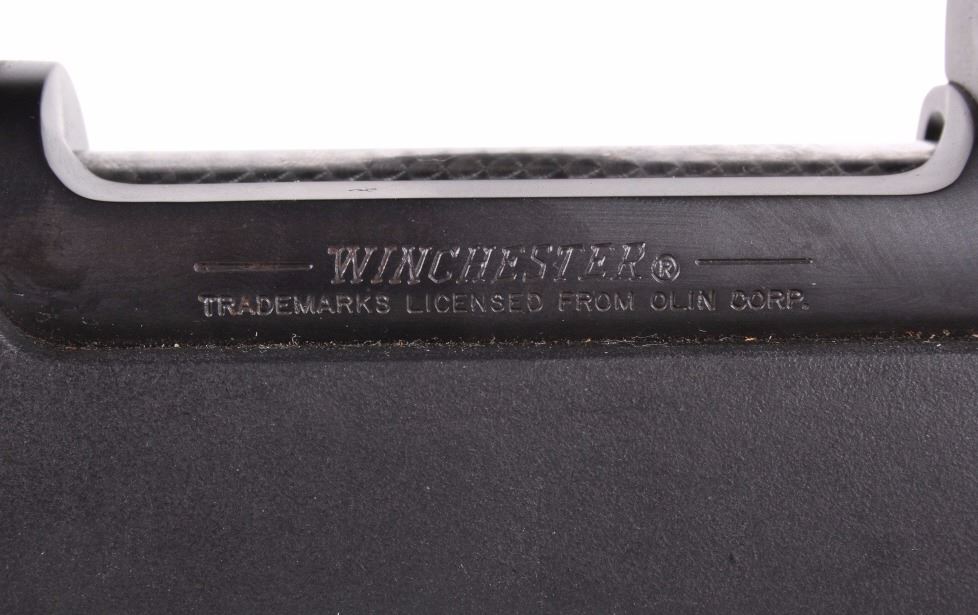 WINCHESTER®
TRADEMARKS LICENSED FROM OLIN CORP.